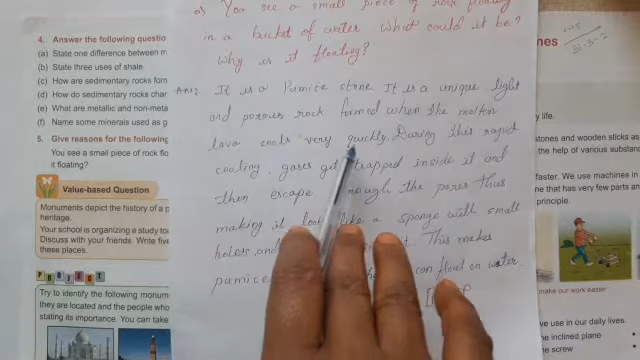 4. Answer the following questio
(a) State one difference between m
(b) State three uses of shale.
(c) How are sedimentary rocks form
(d) How do sedimentary rocks char
(e) What are metallic and non-meta
(f) Name some minerals used as g
5. Give reasons for the following
You see a small piece of rock flo
it floating?
Value-based Question
Monuments depict the history of a p
heritage.
Your school is organizing a study to
Discuss with your friends. Write five
these places.
PROJECT
Try to identify the following monum
they are located and the people who
stating its importance. You can take
a) You see a small piece of rock floating
in a bucket of water what could it be?
Why is it floating?
Ans: It is a Pumice stone. It is a unique, light
and porous rock formed when the molten
lava cools very quickly. During this rapid
cooling, gases get trapped inside it and
then escape through the pores thus
making it look like a sponge with small
holes, and This makes
pumice can float on water
nes
y life.
stones and wooden sticks as
the help of various substanc
faster. We use machines in
ne that has very few parts an
principle.
make our work easier
ve use in our daily lives.
he inclined plane
he screw